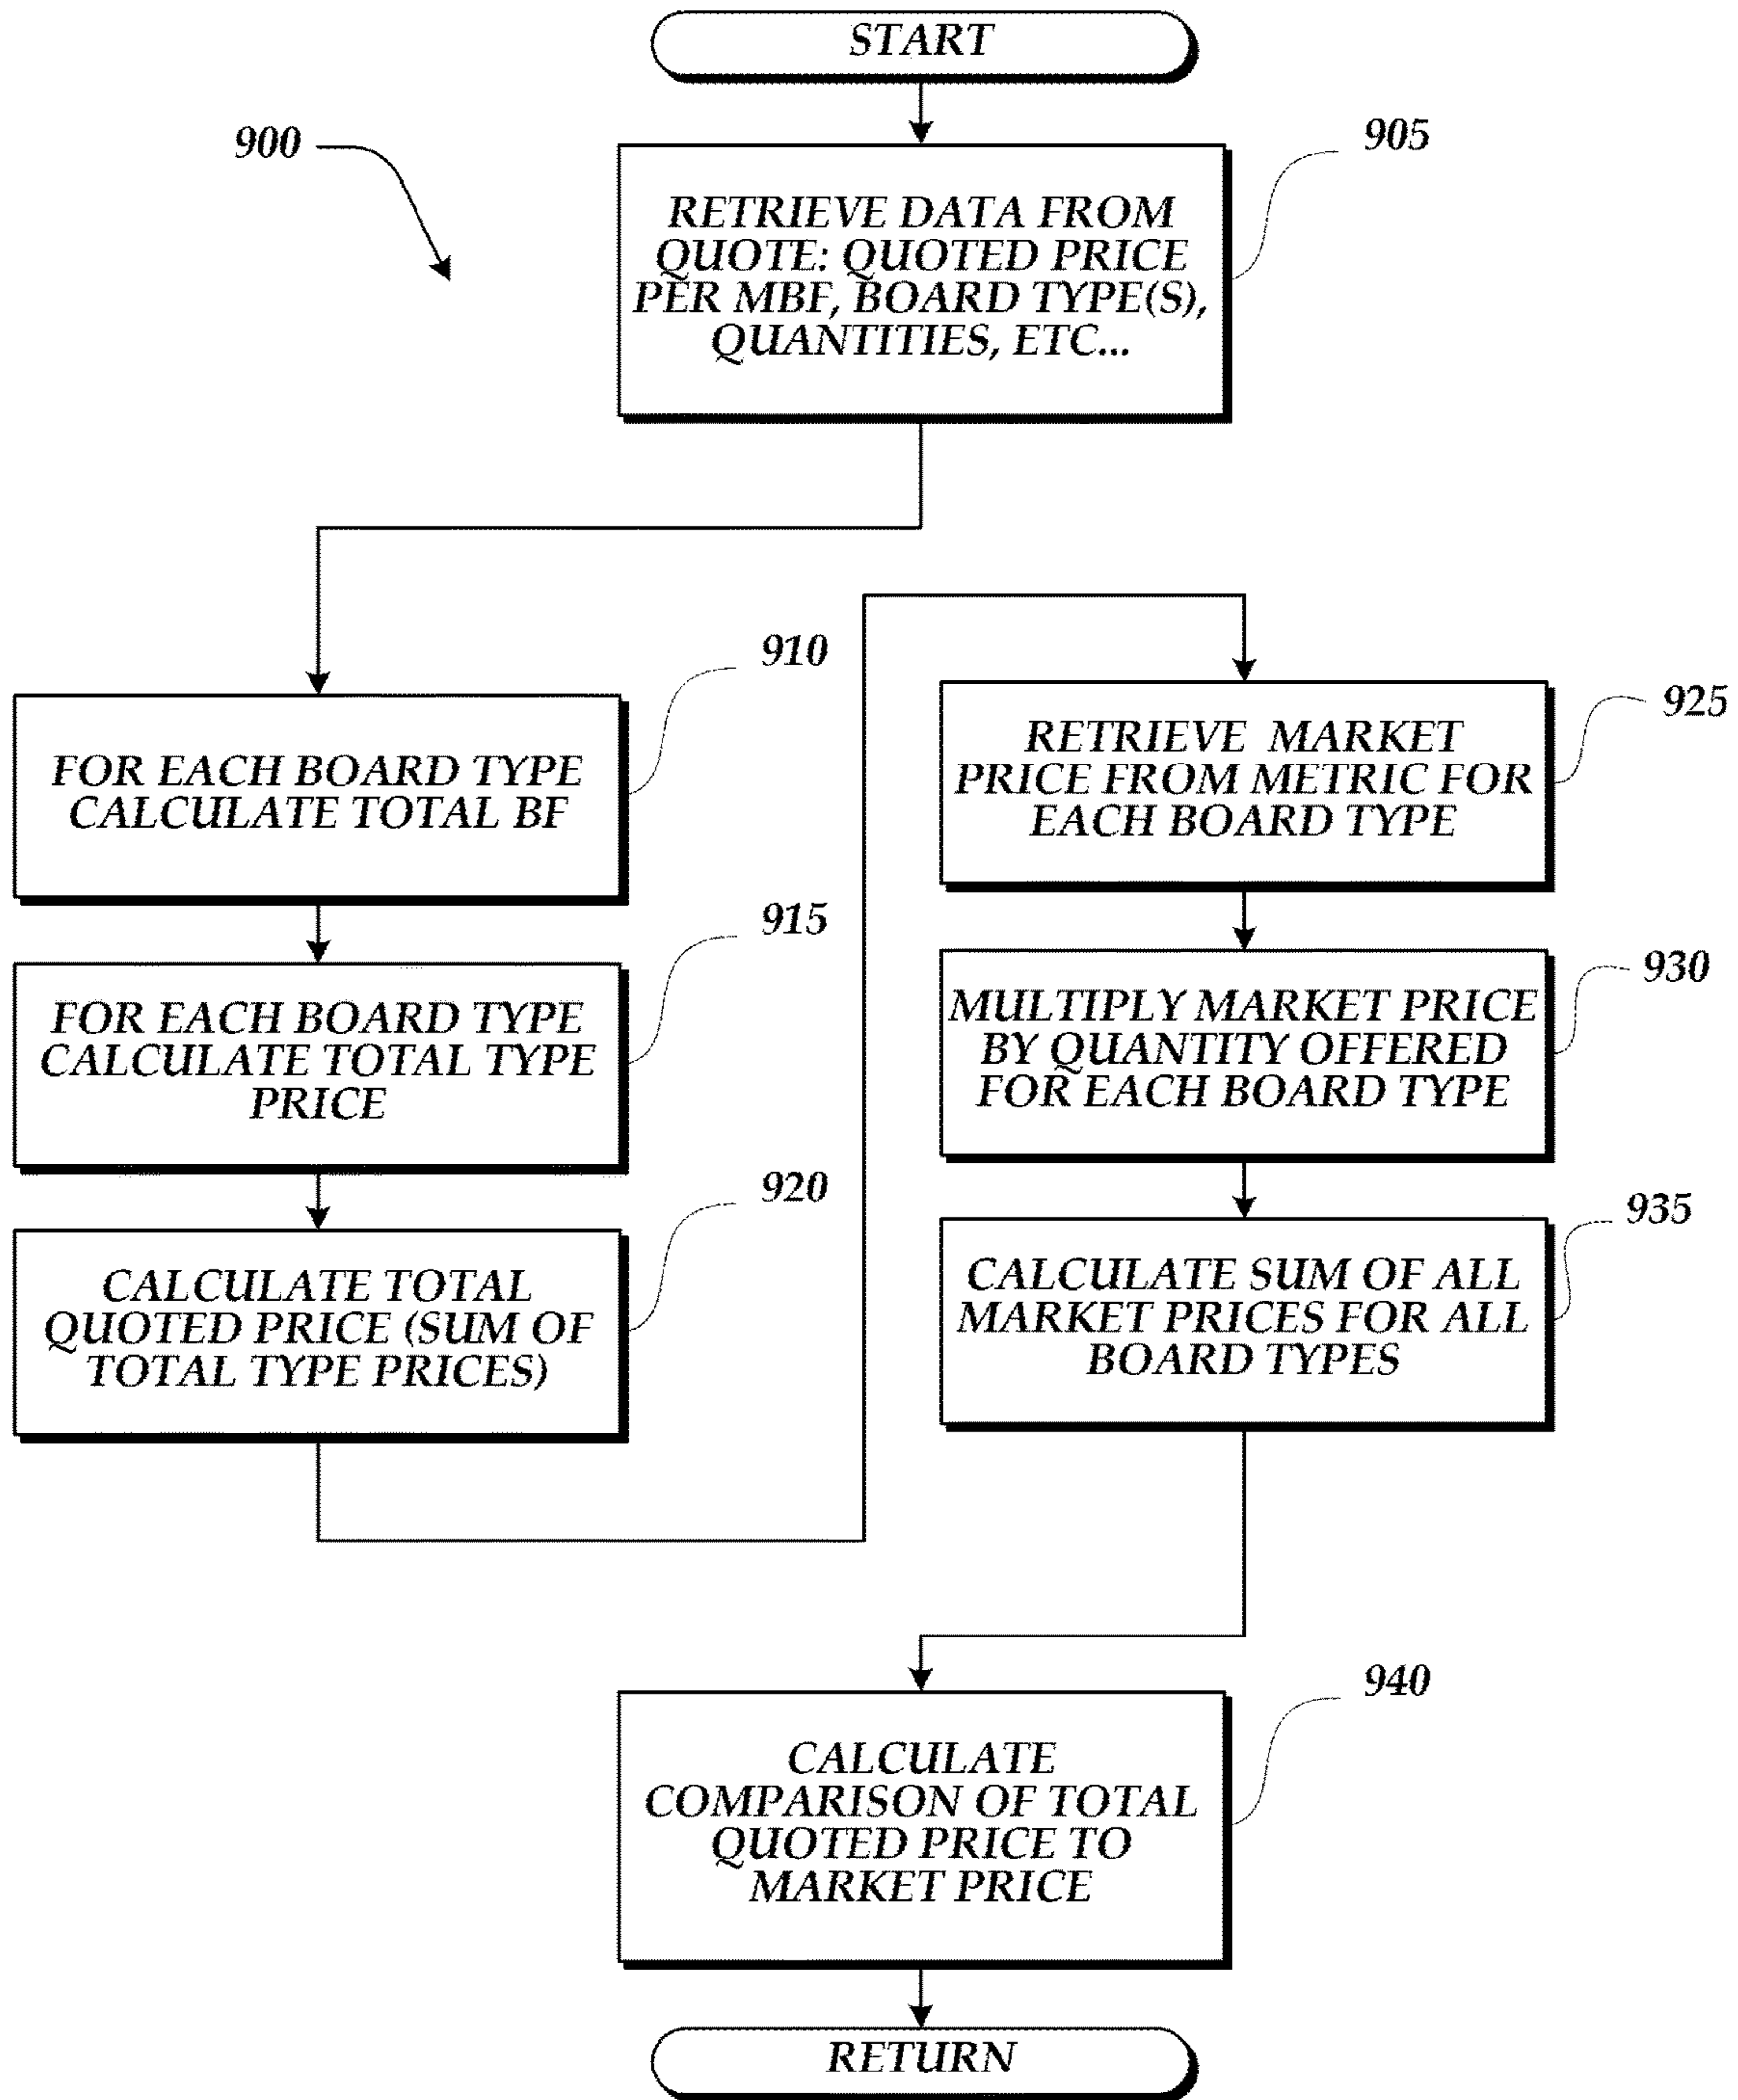 START
900
905
RETRIEVE DATA FROM
QUOTE: QUOTED PRICE
PER MBF, BOARD TYPE(S),
QUANTITIES, ETC...
910
FOR EACH BOARD TYPE
CALCULATE TOTAL BF
915
FOR EACH BOARD TYPE
CALCULATE TOTAL TYPE
PRICE
920
CALCULATE TOTAL
QUOTED PRICE (SUM OF
TOTAL TYPE PRICES)
925
RETRIEVE MARKET
PRICE FROM METRIC FOR
EACH BOARD TYPE
930
MULTIPLY MARKET PRICE
BY QUANTITY OFFERED
FOR EACH BOARD TYPE
935
CALCULATE SUM OF ALL
MARKET PRICES FOR ALL
BOARD TYPES
940
CALCULATE
COMPARISON OF TOTAL
QUOTED PRICE TO
MARKET PRICE
RETURN